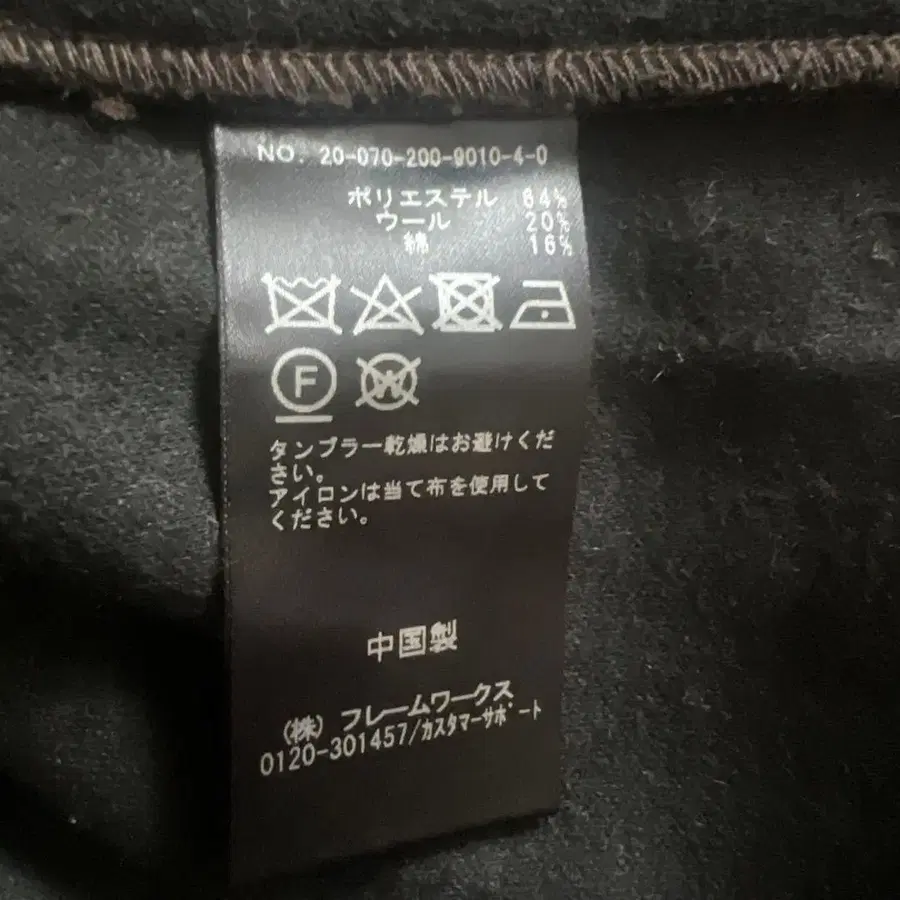 NO. 20-070-200-9010-4-0
ポリエステル 64%
ウール 20%
綿 16%
F
W
タンブラー乾燥はお避けくだ
さい。
アイロンは当て布を使用して
ください。
中国製
(株) フレームワークス
0120-301457/カスタマーサポート